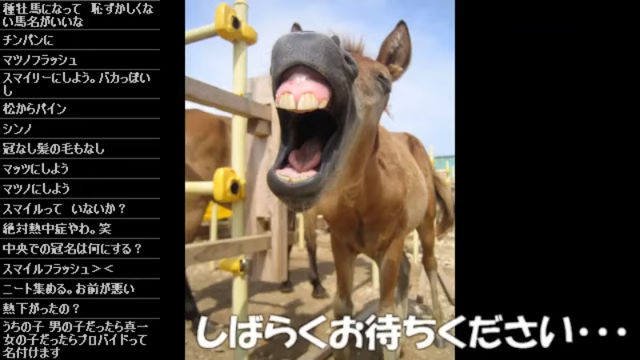 種牡馬になって　恥ずかしくな
い馬名がいいな
チンパンに
マツノフラッシュ
スマイリーにしよう。バカっぽい
し
松からパイン
シンノ
冠なし髪の毛もなし
マッツにしよう
マツノにしよう
スマイルって　いないか？
絶対熱中症やわ。笑
中央での冠名は何にする？
スマイルフラッシュ＞＜
ニート集める。お前が悪い
熱下がったの？
うちの子 男の子だったら真一
女の子だったらプロバイドって
名付けます
しばらくお待ちください・・・